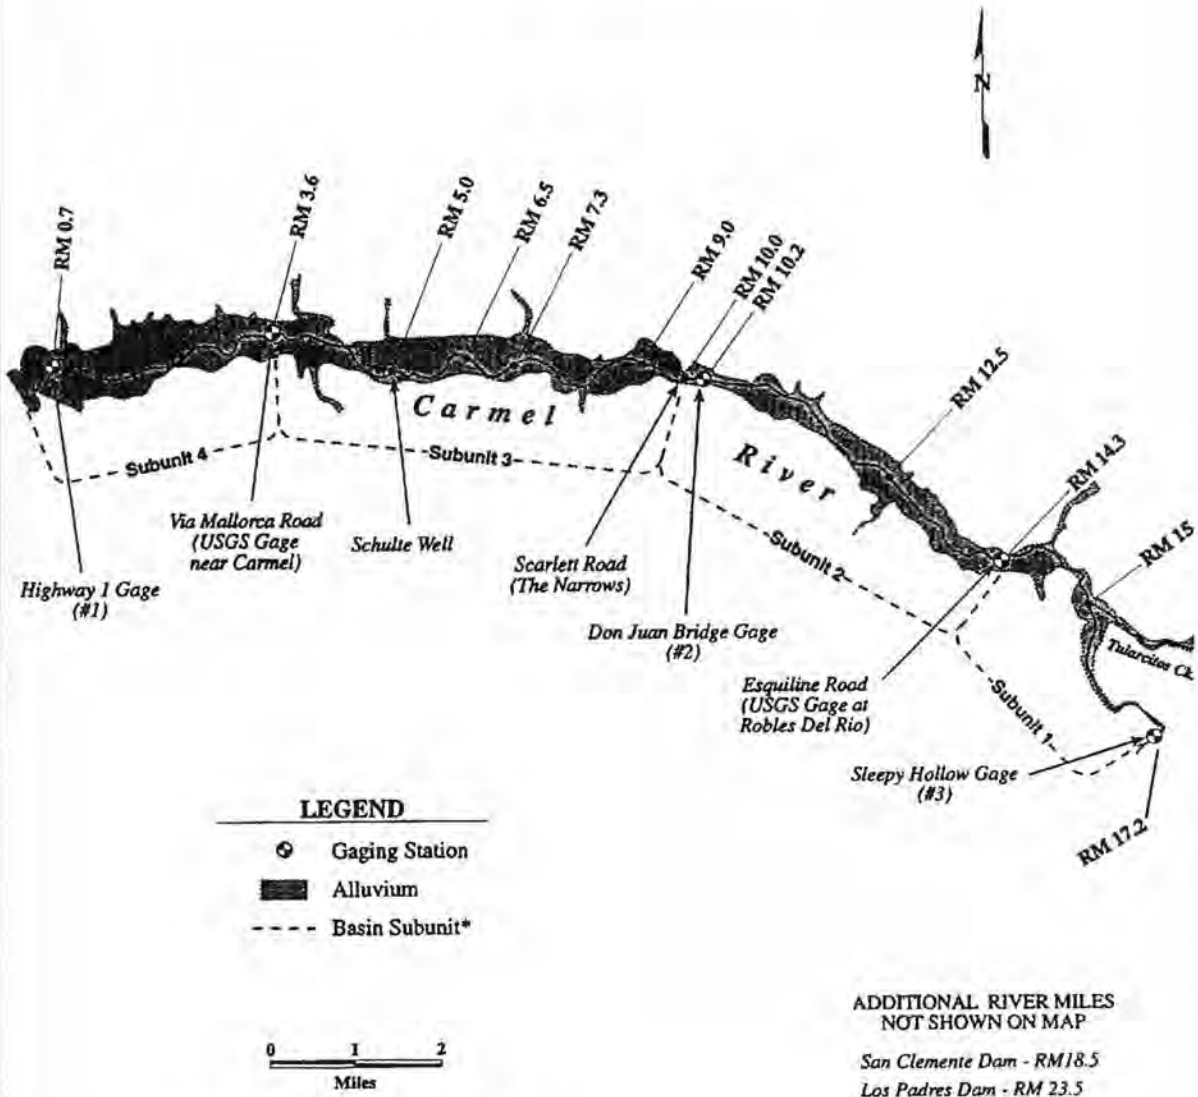 N
RM 0.7
RM 3.6
RM 5.0
RM 6.5
RM 7.3
RM 9.0
RM 10.0
RM 10.2
RM 12.5
RM 14.3
RM 15
Carmel
River
Subunit 4
Subunit 3
Subunit 2
Subunit 1
Via Mallorca Road
(USGS Gage
near Carmel)
Schulte Well
Scarlett Road
(The Narrows)
Highway 1 Gage
(#1)
Don Juan Bridge Gage
(#2)
Tularcitos Ck
Esquiline Road
(USGS Gage at
Robles Del Rio)
Sleepy Hollow Gage
(#3)
RM 17.2
LEGEND
Gaging Station
Alluvium
Basin Subunit*
0 1 2
Miles
ADDITIONAL RIVER MILES
NOT SHOWN ON MAP
San Clemente Dam - RM18.5
Los Padres Dam - RM 23.5